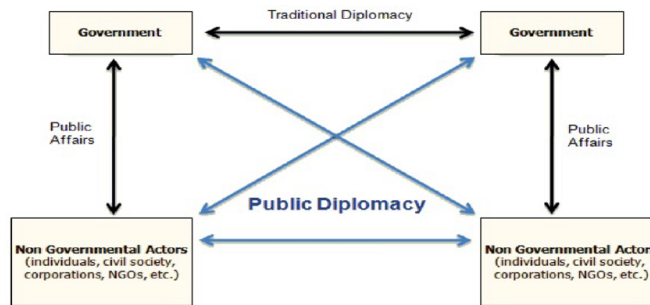 Traditional Diplomacy
Government
Government
Public
Affairs
Public
Affairs
Public Diplomacy
Non Governmental Actors
(individuals, civil society,
corporations, NGOs, etc.)
Non Governmental Actor
(individuals, civil society,
corporations, NGOs, etc.)